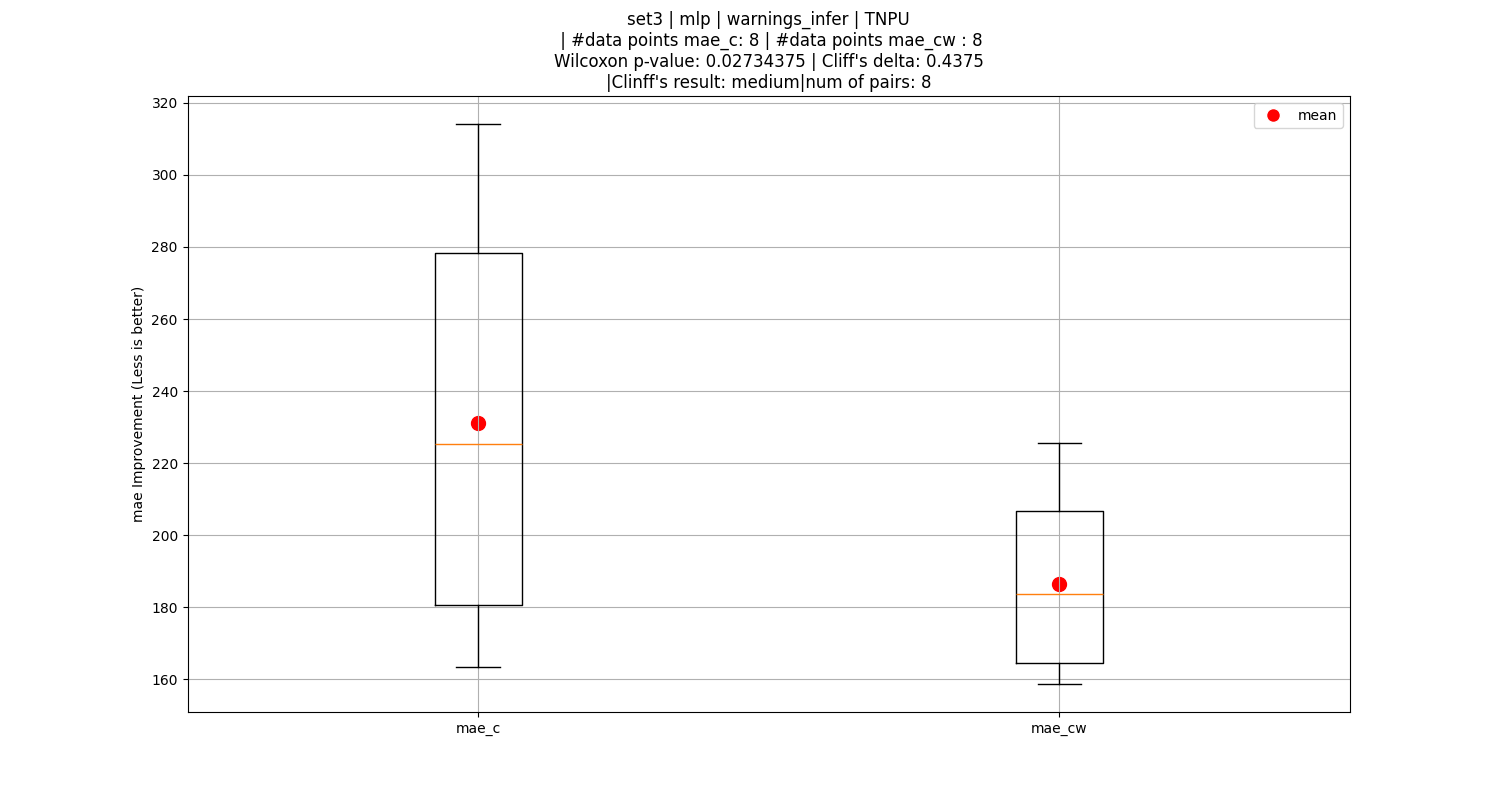 set3 | mlp | warnings_infer | TNPU
| #data points mae_c: 8 | #data points mae_cw : 8
Wilcoxon p-value: 0.02734375 | Cliff's delta: 0.4375
|Clinff's result: medium|num of pairs: 8
mean
mae Improvement (Less is better)
320
300
280
260
240
220
200
180
160
mae_c
mae_cw